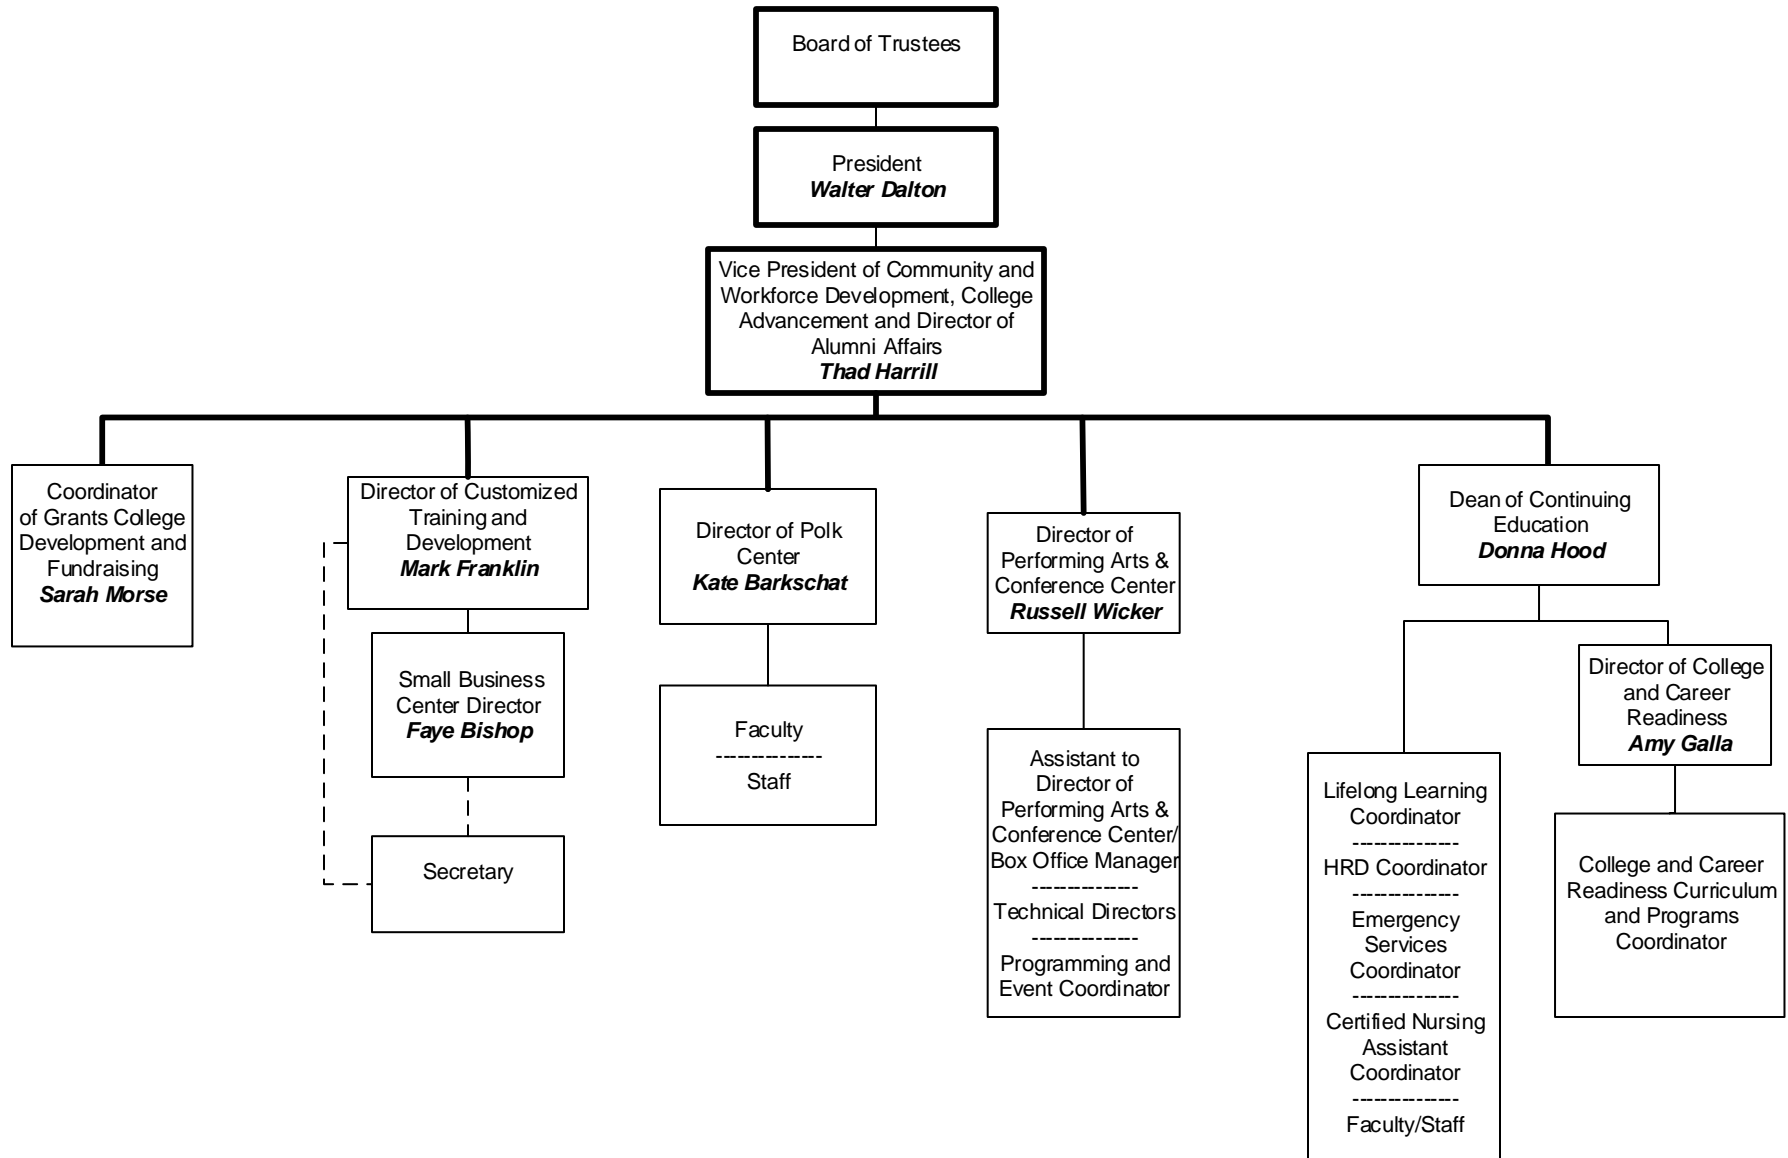 Board of Trustees
President
Walter Dalton
Vice President of Community and
Workforce Development, College
Advancement and Director of
Alumni Affairs
Thad Harrill
Coordinator
of Grants College
Development and
Fundraising
Sarah Morse
Director of Customized
Training and
Development
Mark Franklin
Small Business
Center Director
Faye Bishop
Secretary
Director of Polk
Center
Kate Barkschat
Faculty
---------------
Staff
Director of
Performing Arts &
Conference Center
Russell Wicker
Assistant to
Director of
Performing Arts &
Conference Center/
Box Office Manager
---------------
Technical Directors
---------------
Programming and
Event Coordinator
Dean of Continuing
Education
Donna Hood
Lifelong Learning
Coordinator
---------------
HRD Coordinator
---------------
Emergency
Services
Coordinator
---------------
Certified Nursing
Assistant
Coordinator
---------------
Faculty/Staff
Director of College
and Career
Readiness
Amy Galla
College and Career
Readiness Curriculum
and Programs
Coordinator